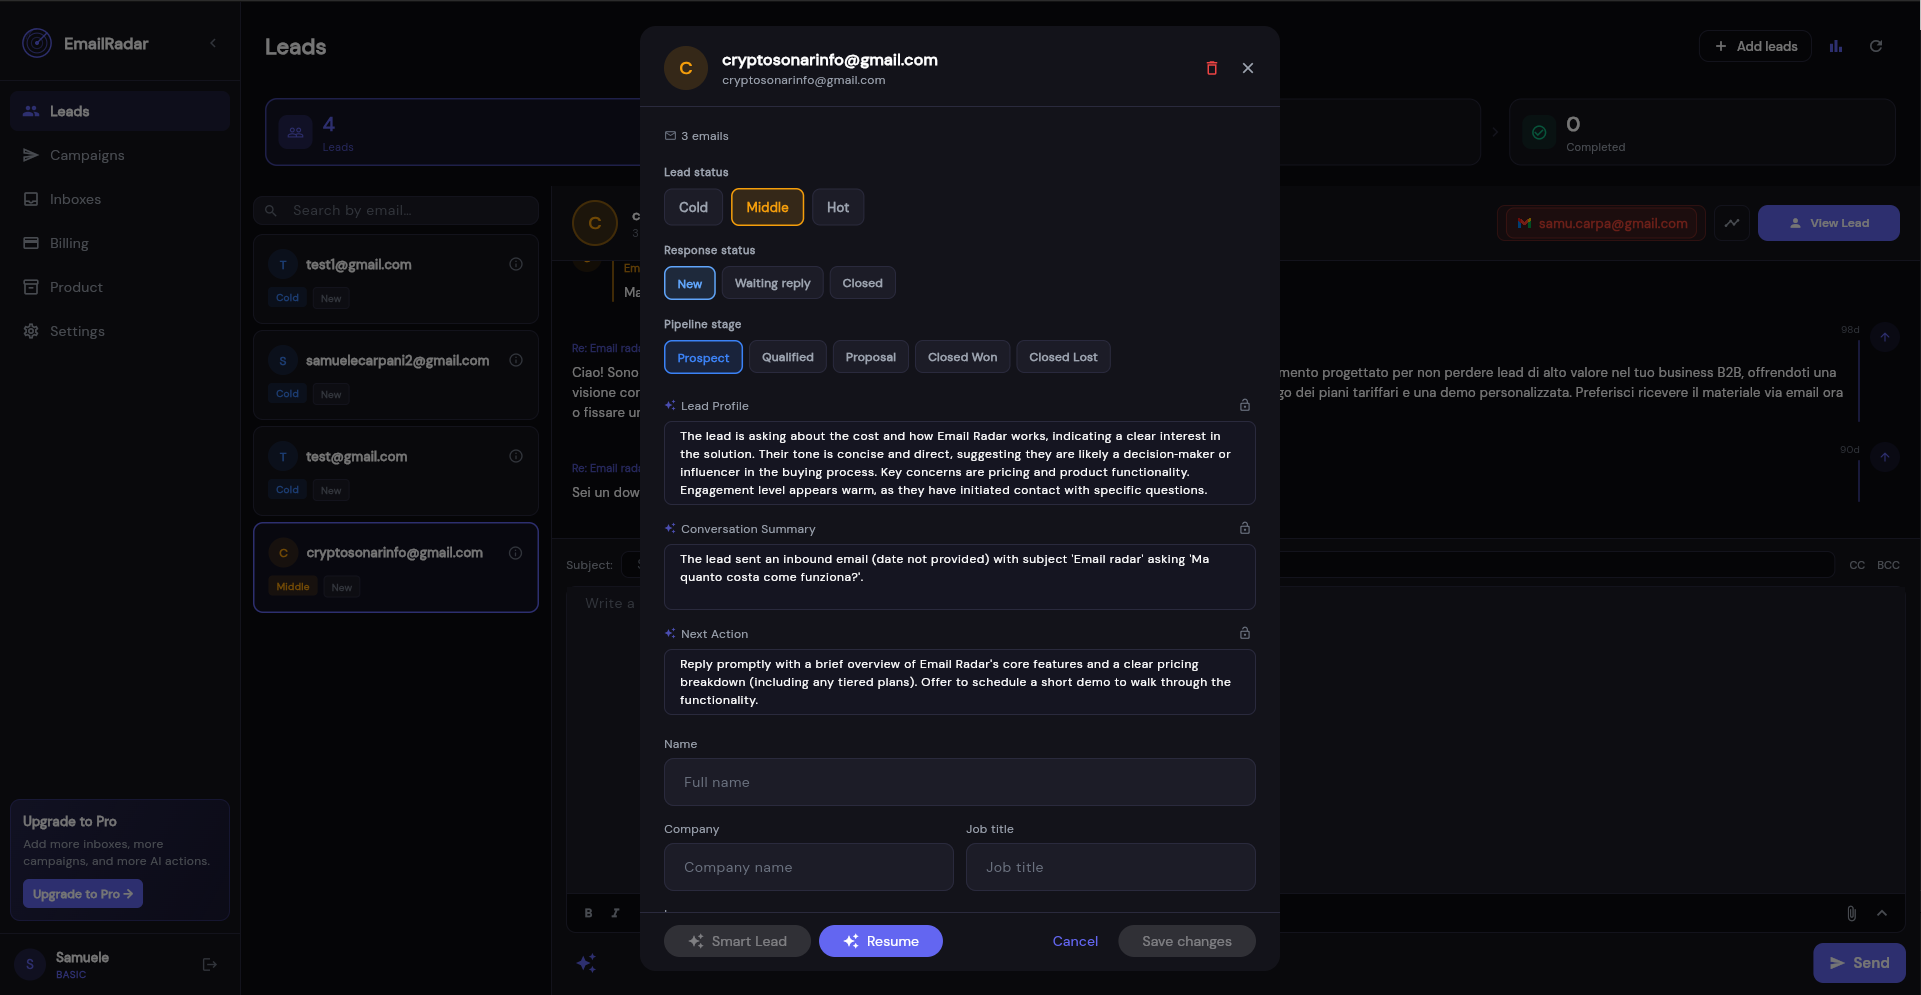 EmailRadar
Leads
Campaigns
Inboxes
Billing
Product
Settings
Upgrade to Pro
Add more inboxes, more
campaigns, and more AI actions.
Upgrade to Pro →
S
Samuele
BASIC
Leads
Add leads
4
Leads
0
Completed
Search by email...
T
test1@gmail.com
Cold
New
S
samuelecarpani2@gmail.com
Cold
New
T
test@gmail.com
Cold
New
C
cryptosonarinfo@gmail.com
Middle
New
C
c
3
samu.carpa@gmail.com
View Lead
Em
Ma
98d
Re: Email rad
Ciao! Sono
mento progettato per non perdere lead di alto valore nel tuo business B2B, offrendoti una
visione cor
go dei piani tariffari e una demo personalizzata. Preferisci ricevere il materiale via email ora
o fissare ur
90d
Re: Email rad
Sei un dow
Subject:
CC
BCC
Write a
B
I
Send
C
cryptosonarinfo@gmail.com
cryptosonarinfo@gmail.com
3 emails
Lead status
Cold
Middle
Hot
Response status
New
Waiting reply
Closed
Pipeline stage
Prospect
Qualified
Proposal
Closed Won
Closed Lost
Lead Profile
The lead is asking about the cost and how Email Radar works, indicating a clear interest in
the solution. Their tone is concise and direct, suggesting they are likely a decision-maker or
influencer in the buying process. Key concerns are pricing and product functionality.
Engagement level appears warm, as they have initiated contact with specific questions.
Conversation Summary
The lead sent an inbound email (date not provided) with subject 'Email radar' asking 'Ma
quanto costa come funziona?'.
Next Action
Reply promptly with a brief overview of Email Radar's core features and a clear pricing
breakdown (including any tiered plans). Offer to schedule a short demo to walk through the
functionality.
Name
Full name
Company
Company name
Job title
Job title
Smart Lead
Resume
Cancel
Save changes